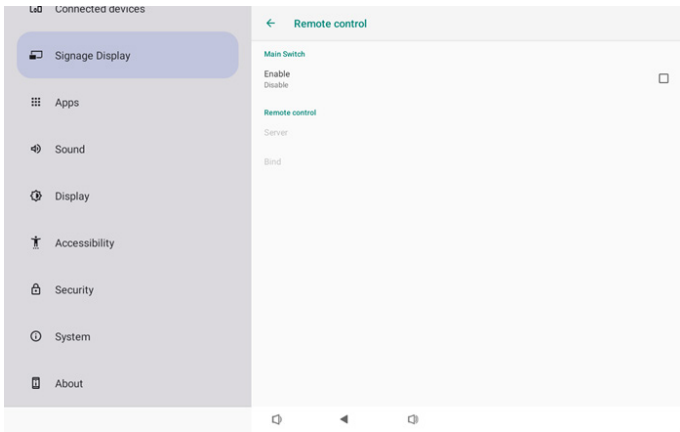 Connected devices
Signage Display
Apps
Sound
Display
Accessibility
Security
System
About
Remote control
Main Switch
Enable
Disable
Remote control
Server
Bind